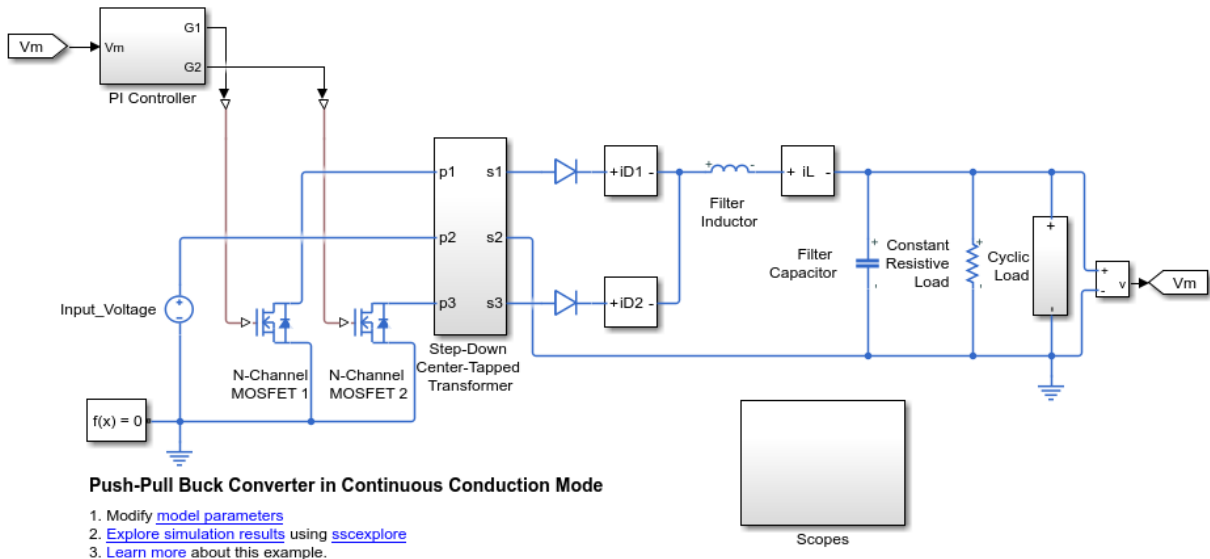 G1
Vm
Vm
G2
PI Controller
p1
s1
+iD1 -
+ -
+ iL -
Filter
Inductor
p2
s2
Filter
Capacitor
+
-
Constant
Resistive
Load
+
-
Cyclic
Load
+
-
+
-
v
Vm
Input_Voltage
+
-
p3
s3
+iD2 -
N-Channel
MOSFET 1
N-Channel
MOSFET 2
Step-Down
Center-Tapped
Transformer
f(x) = 0
Push-Pull Buck Converter in Continuous Conduction Mode
1. Modify model parameters
2. Explore simulation results using sscexplore
3. Learn more about this example.
Scopes